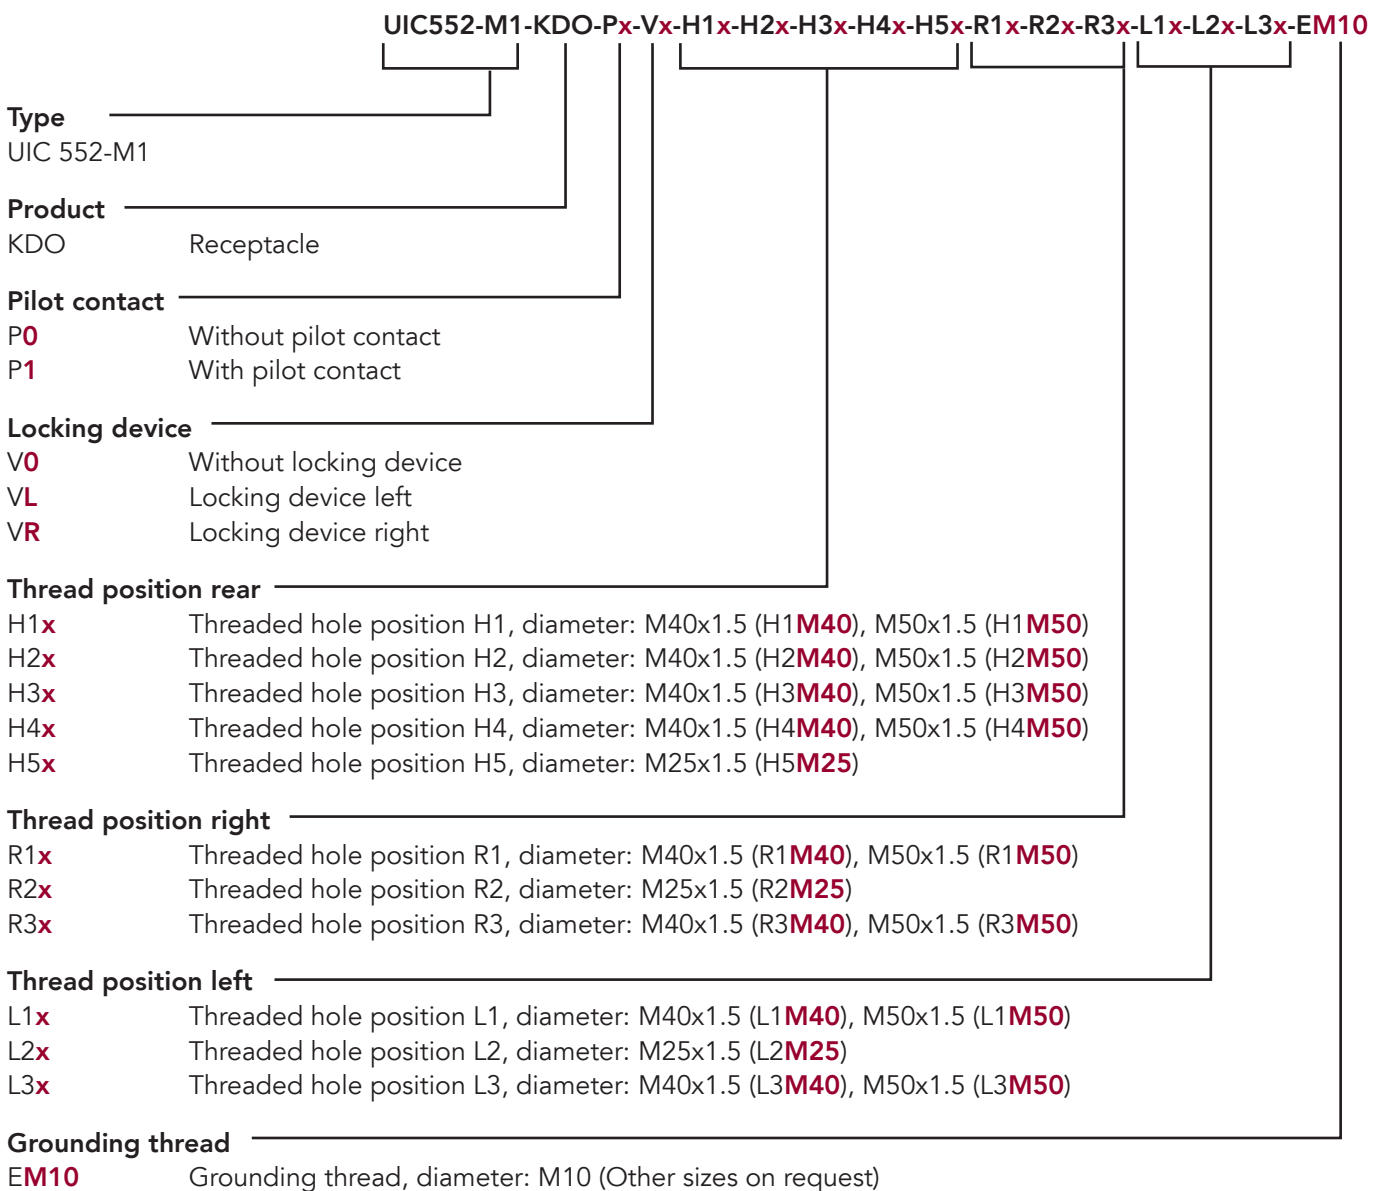 UIC552-M1-KDO-Px-Vx-H1x-H2x-H3x-H4x-H5x-R1x-R2x-R3x-L1x-L2x-L3x-EM10
Type
UIC 552-M1
Product
KDO Receptacle
Pilot contact
P0 Without pilot contact
P1 With pilot contact
Locking device
V0 Without locking device
VL Locking device left
VR Locking device right
Thread position rear
H1x Threaded hole position H1, diameter: M40x1.5 (H1M40), M50x1.5 (H1M50)
H2x Threaded hole position H2, diameter: M40x1.5 (H2M40), M50x1.5 (H2M50)
H3x Threaded hole position H3, diameter: M40x1.5 (H3M40), M50x1.5 (H3M50)
H4x Threaded hole position H4, diameter: M40x1.5 (H4M40), M50x1.5 (H4M50)
H5x Threaded hole position H5, diameter: M25x1.5 (H5M25)
Thread position right
R1x Threaded hole position R1, diameter: M40x1.5 (R1M40), M50x1.5 (R1M50)
R2x Threaded hole position R2, diameter: M25x1.5 (R2M25)
R3x Threaded hole position R3, diameter: M40x1.5 (R3M40), M50x1.5 (R3M50)
Thread position left
L1x Threaded hole position L1, diameter: M40x1.5 (L1M40), M50x1.5 (L1M50)
L2x Threaded hole position L2, diameter: M25x1.5 (L2M25)
L3x Threaded hole position L3, diameter: M40x1.5 (L3M40), M50x1.5 (L3M50)
Grounding thread
EM10 Grounding thread, diameter: M10 (Other sizes on request)